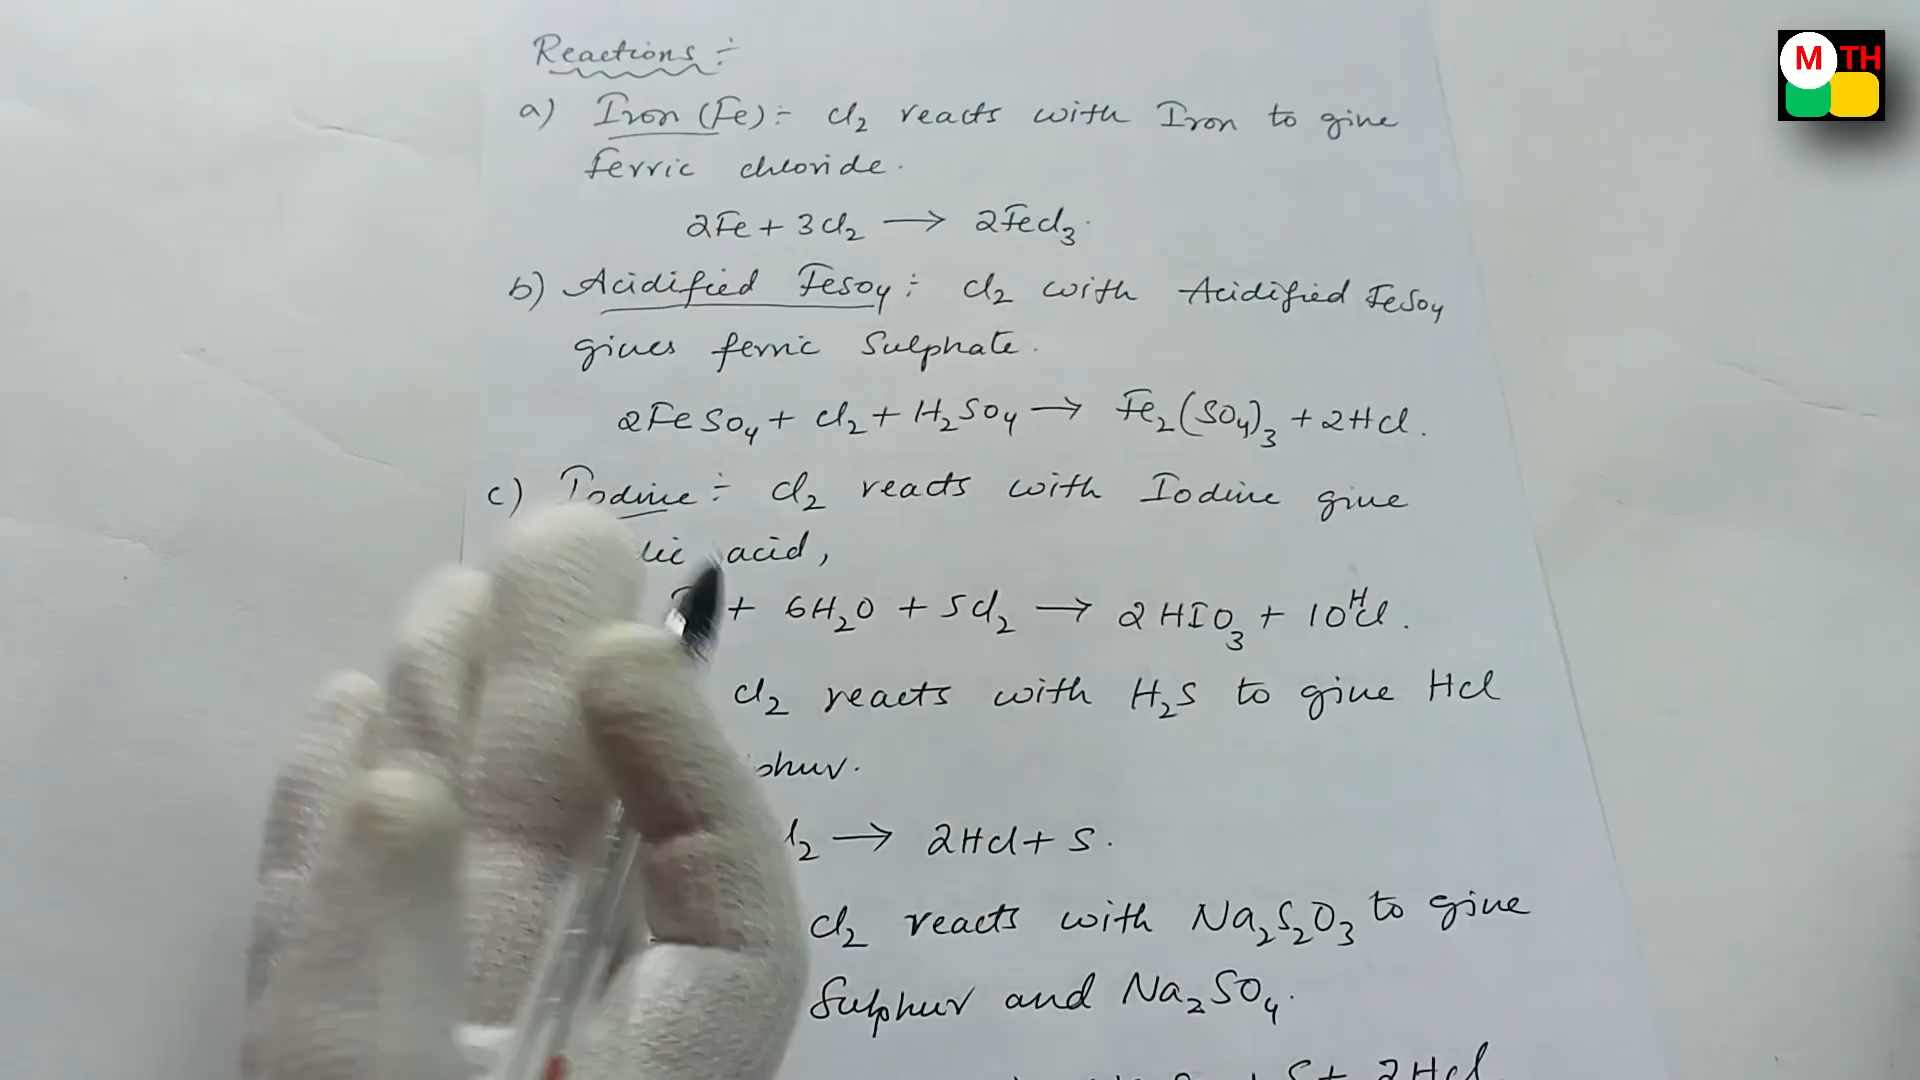 Reactions :-
a) Iron (Fe) :- Cl2 reacts with Iron to give
ferric chloride.
2Fe + 3Cl2 → 2FeCl3.
b) Acidified FeSO4 :- Cl2 with Acidified FeSO4
gives ferric Sulphate.
2FeSO4 + Cl2 + H2SO4 → Fe2(SO4)3 + 2HCl.
c) Iodine :- Cl2 reacts with Iodine give
acid,
+ 6H2O + 5Cl2 → 2HIO3 + 10HCl.
Cl2 reacts with H2S to give HCl
→ 2HCl + S.
Cl2 reacts with Na2S2O3 to give
Sulphur and Na2SO4.
S + 2HCl
M TH